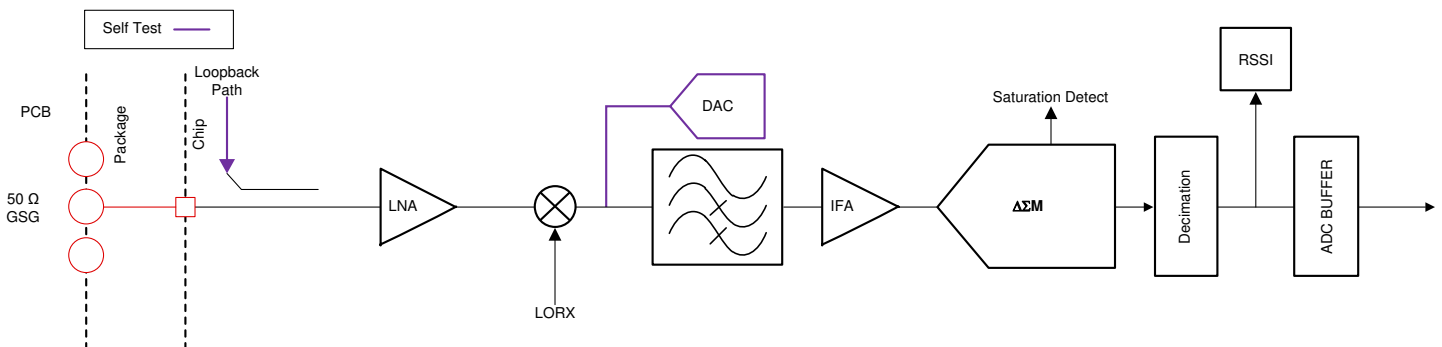 Self Test
Loopback
Path
PCB
Package
Chip
50 Ω
GSG
LNA
LORX
DAC
IFA
Saturation Detect
ΔΣM
Decimation
RSSI
ADC BUFFER